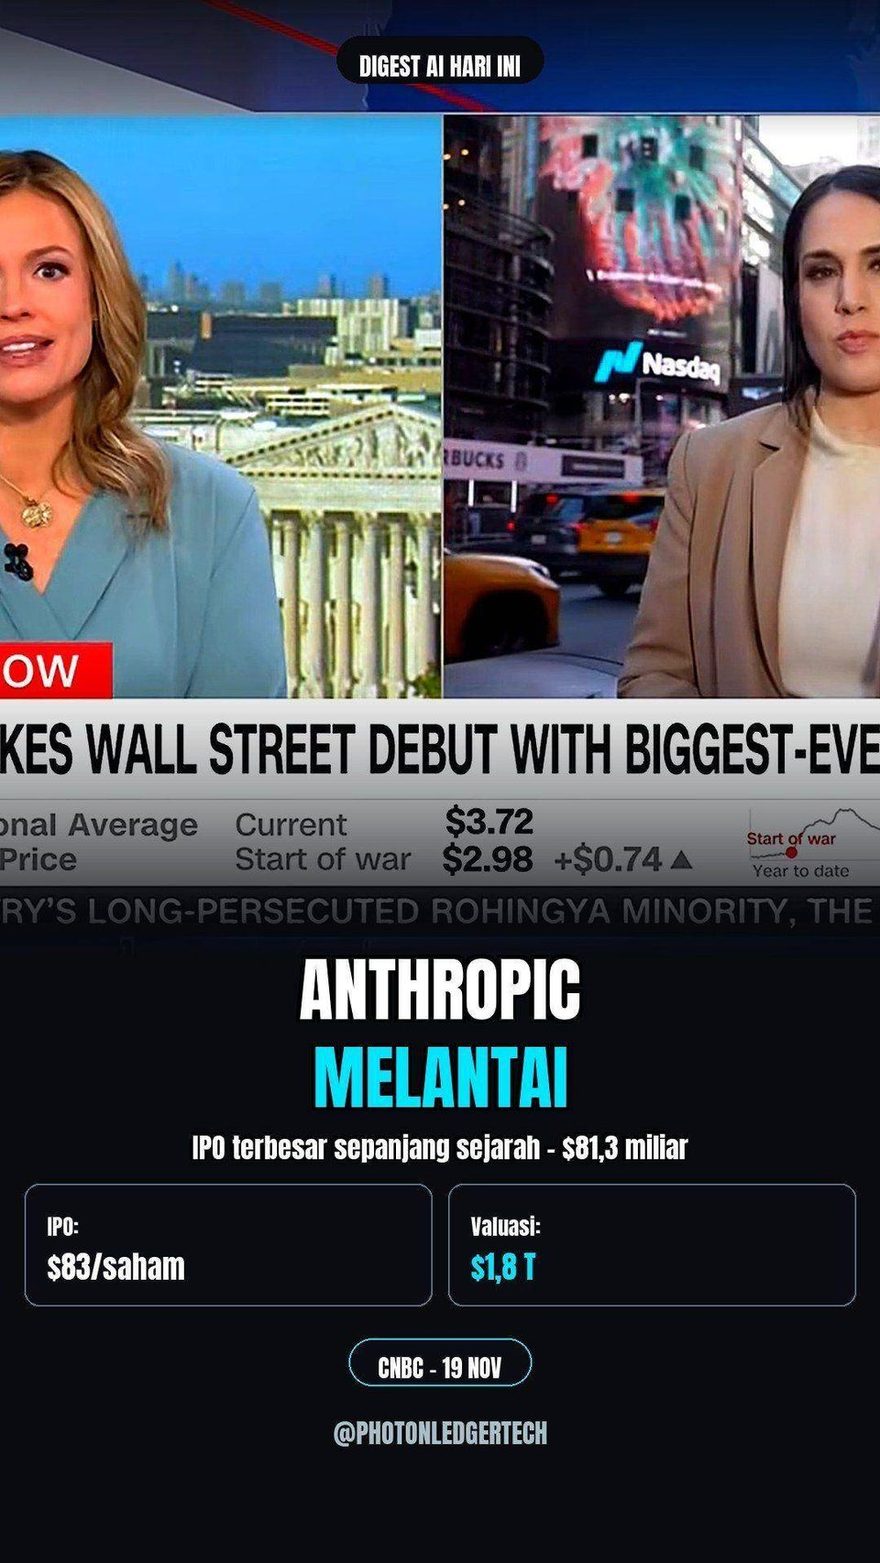 DIGEST AI HARI INI
Nasdaq
RBUCKS
OW
KES WALL STREET DEBUT WITH BIGGEST-EVE
onal Average Current $3.72
Price Start of war $2.98 +$0.74 ▲
Start of war
Year to date
RY'S LONG-PERSECUTED ROHINGYA MINORITY, THE
ANTHROPIC
MELANTAI
IPO terbesar sepanjang sejarah - $81,3 miliar
IPO:
$83/saham
Valuasi:
$1,8 T
CNBC - 19 NOV
@PHOTONLEDGERTECH